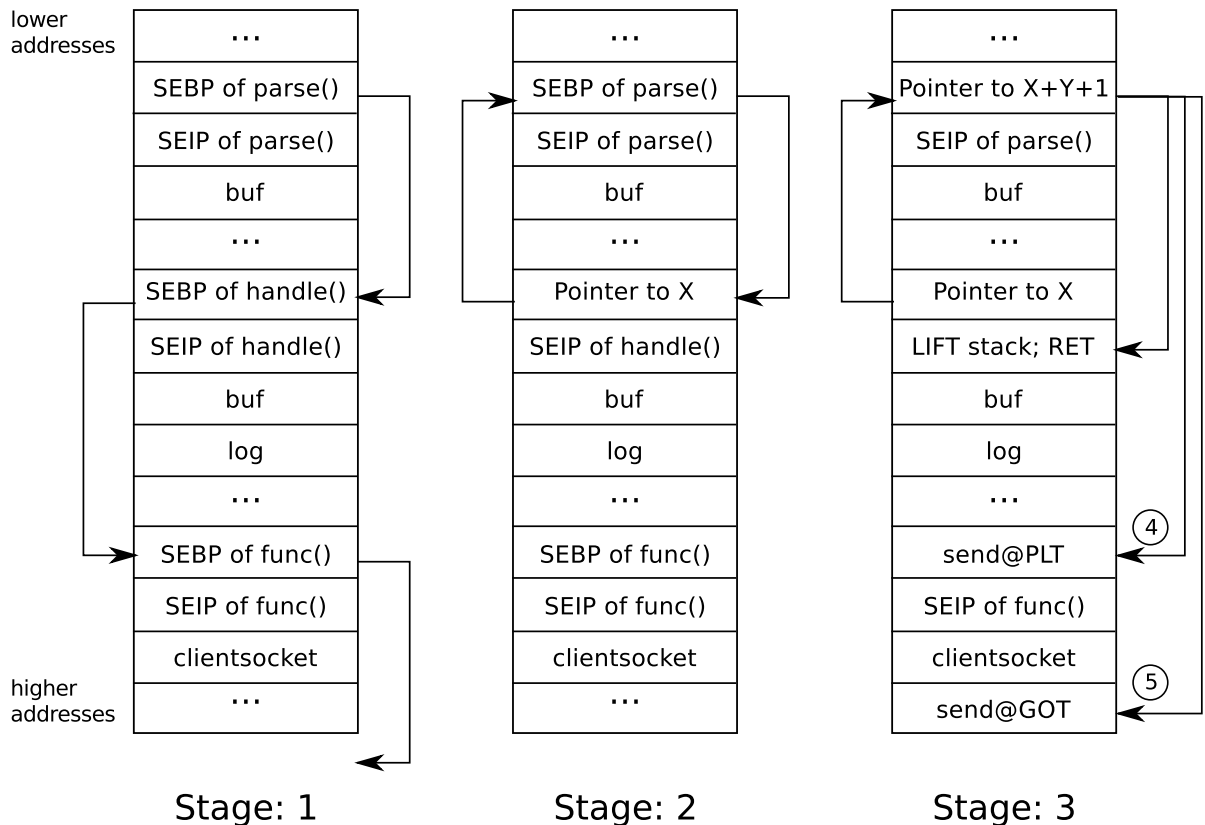 lower
addresses
...
SEBP of parse()
SEIP of parse()
buf
...
SEBP of handle()
SEIP of handle()
buf
log
...
SEBP of func()
SEIP of func()
clientsocket
...
higher
addresses
Stage: 1
...
SEBP of parse()
SEIP of parse()
buf
...
Pointer to X
SEIP of handle()
buf
log
...
SEBP of func()
SEIP of func()
clientsocket
...
Stage: 2
...
Pointer to X+Y+1
SEIP of parse()
buf
...
Pointer to X
LIFT stack; RET
buf
log
...
4
send@PLT
SEIP of func()
clientsocket
5
send@GOT
Stage: 3